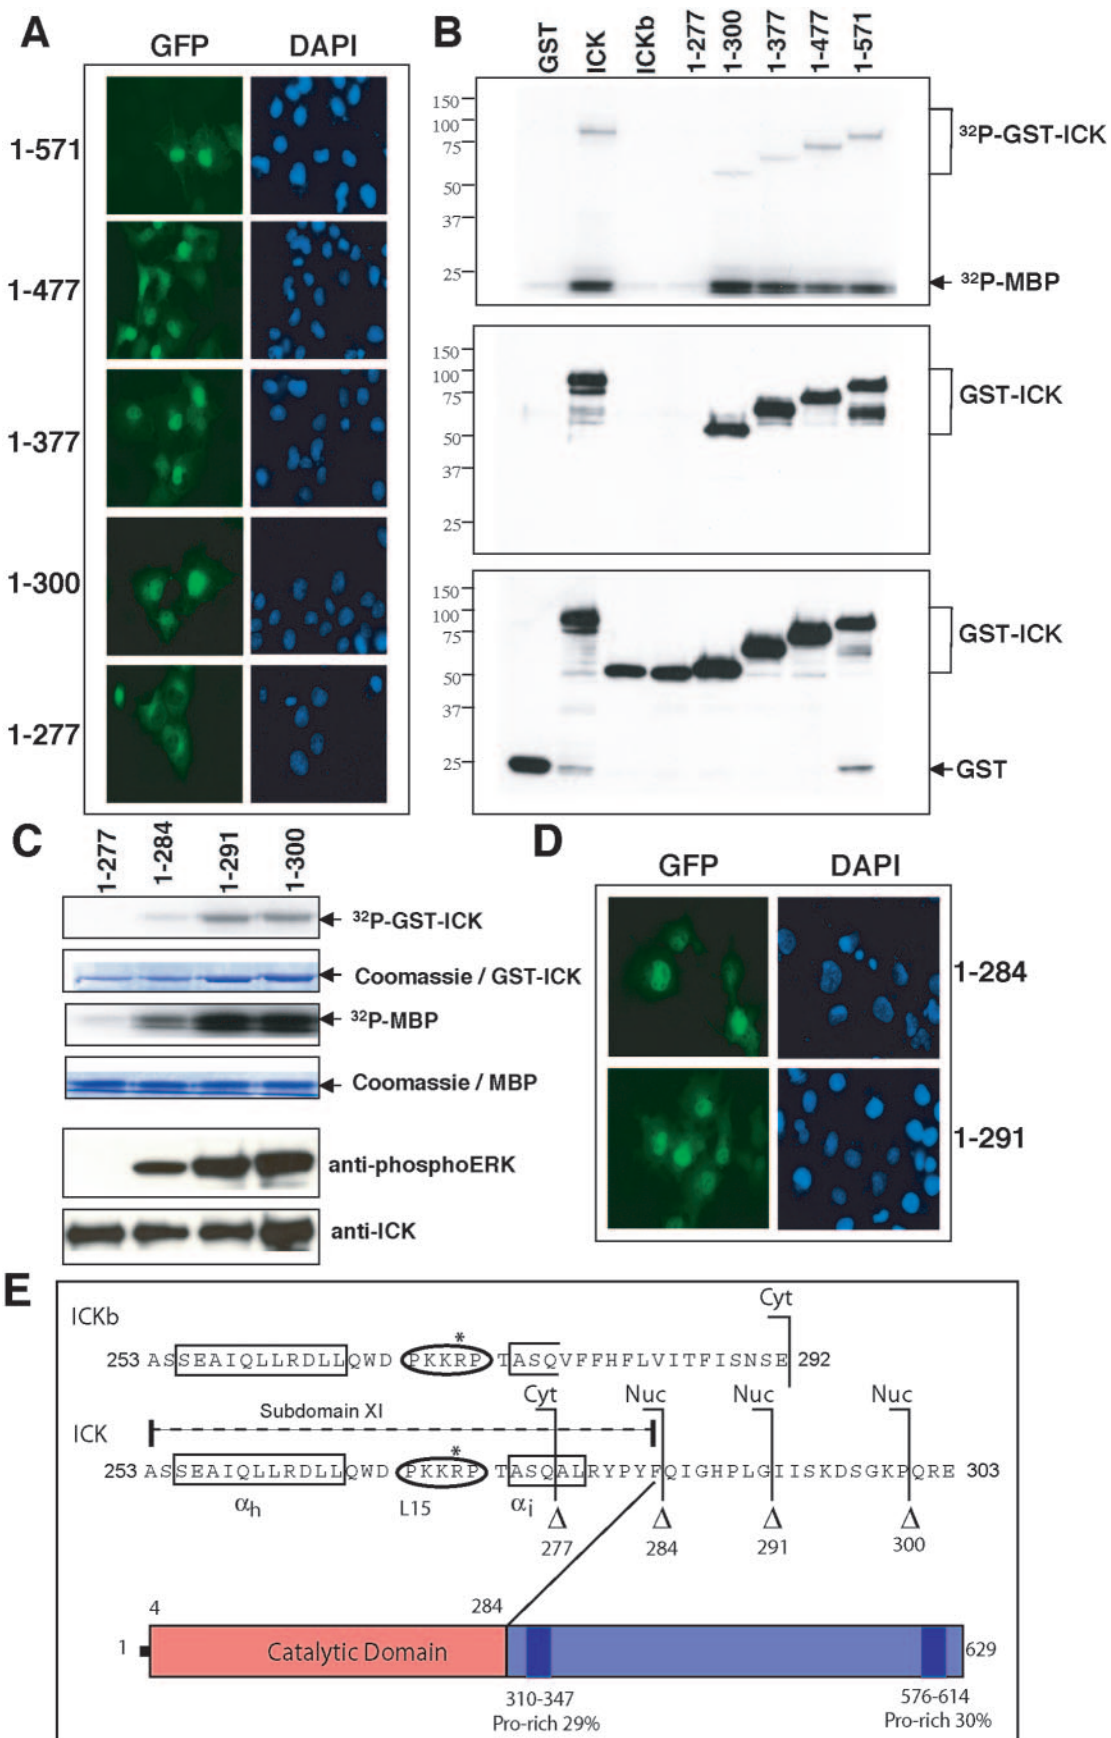 A
GFP DAPI
1-571
1-477
1-377
1-300
1-277
B
GST ICK ICKb 1-277 1-300 1-377 1-477 1-571
150
100
75
50
37
25
32P-GST-ICK
32P-MBP
150
100
75
50
37
25
GST-ICK
150
100
75
50
37
25
GST-ICK
GST
C
1-277 1-284 1-291 1-300
32P-GST-ICK
Coomassie / GST-ICK
32P-MBP
Coomassie / MBP
anti-phosphoERK
anti-ICK
D
GFP DAPI
1-284
1-291
E
ICKb
Cyt
*
253 ASSEAIQLLRDLLQWD PKKRP TASQVFFHFLVITFISNSE 292
Cyt Nuc Nuc Nuc
Subdomain XI
ICK
*
253 ASSEAIQLLRDLLQWD PKKRP TASQALRYPYFQIGHPLGIISKDSGKPQRE 303
αh L15 αi
Δ Δ Δ Δ
277 284 291 300
4 284
1 Catalytic Domain 629
310-347 576-614
Pro-rich 29% Pro-rich 30%